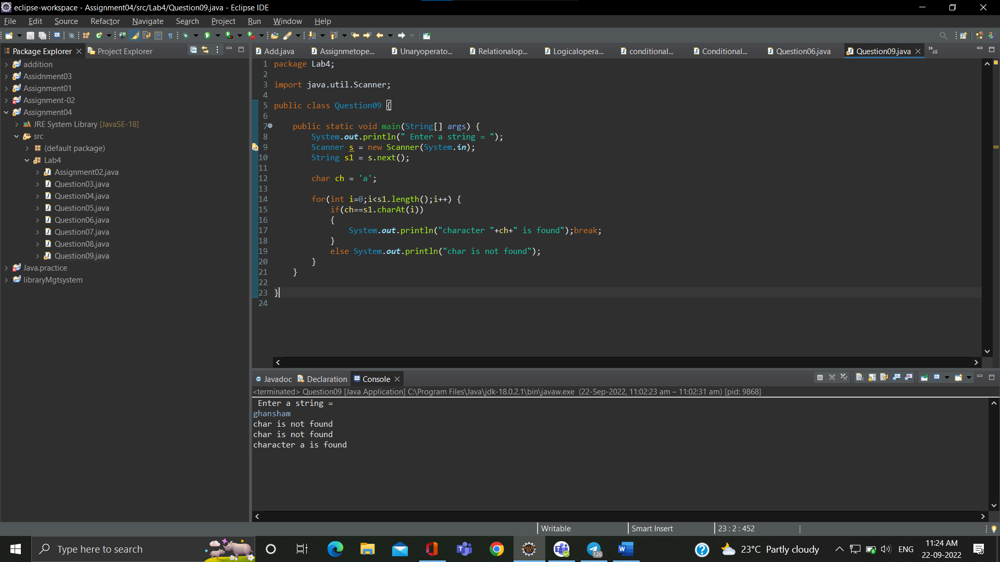 eclipse-workspace - Assignment04/src/Lab4/Question09.java - Eclipse IDE
File Edit Source Refactor Navigate Search Project Run Window Help
Package Explorer Project Explorer
Add.java Assignmetope... Unaryoperato... Relationalop... Logicalopera... conditional... Conditional... Question06.java Question09.java »49
addition
Assidnment03
Assignment01
Assignment-02
Assignment04
JRE System Library [JavaSE-18]
src
(default package)
Lab4
Assignment02.java
Question03.java
Question04.java
Question05.java
Question06.java
Question07.java
Question08.java
Question09.java
Java.practice
libraryMgtsystem
1 package Lab4;
2
3 import java.util.Scanner;
4
5 public class Question09 {
6
7 public static void main(String[] args) {
8 System.out.println(" Enter a string = ");
9 Scanner s = new Scanner(System.in);
10 String s1 = s.next();
11
12 char ch = 'a';
13
14 for(int i=0;i<s1.length();i++) {
15 if(ch==s1.charAt(i))
16 {
17 System.out.println("character "+ch+" is found");break;
18 }
19 else System.out.println("char is not found");
20 }
21 }
22
23 }
24
@ Javadoc Declaration Console
<terminated> Question09 [Java Application] C:\Program Files\Java\jdk-18.0.2.1\bin\javaw.exe (22-Sep-2022, 11:02:23 am – 11:02:31 am) [pid: 9868]
Enter a string =
ghansham
char is not found
char is not found
character a is found
Writable Smart Insert 23 : 2 : 452
Type here to search
126
23°C Partly cloudy
ENG
11:24 AM
22-09-2022